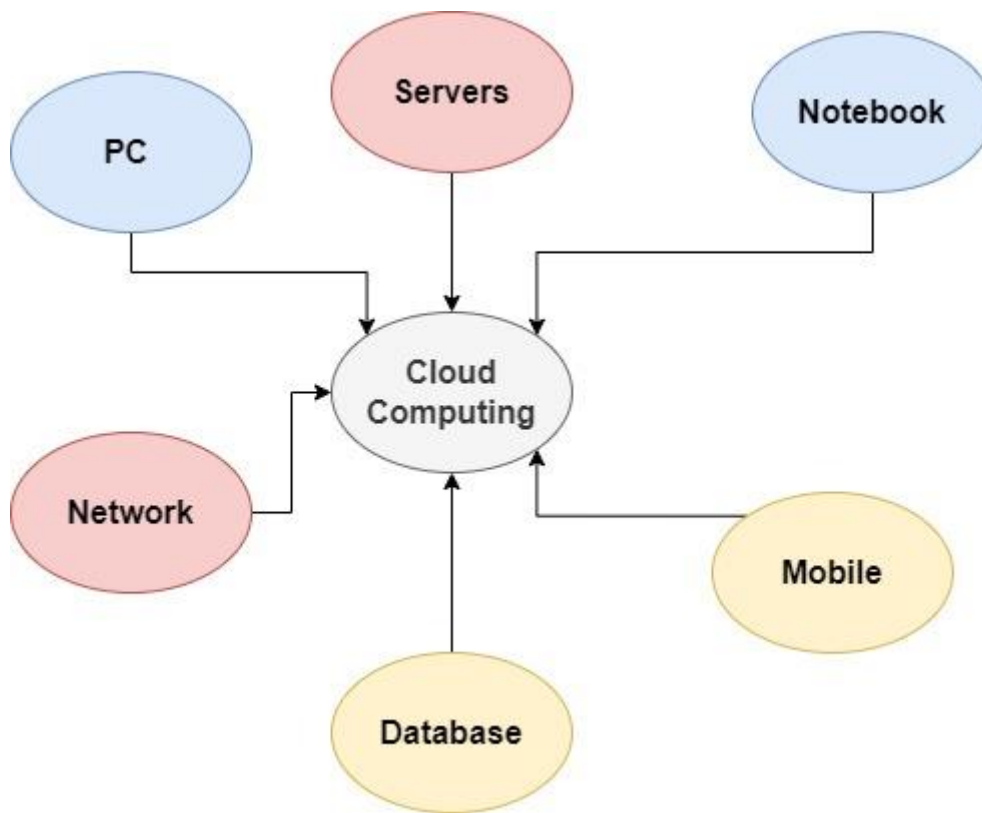 Servers
Notebook
PC
Cloud
Computing
Network
Mobile
Database